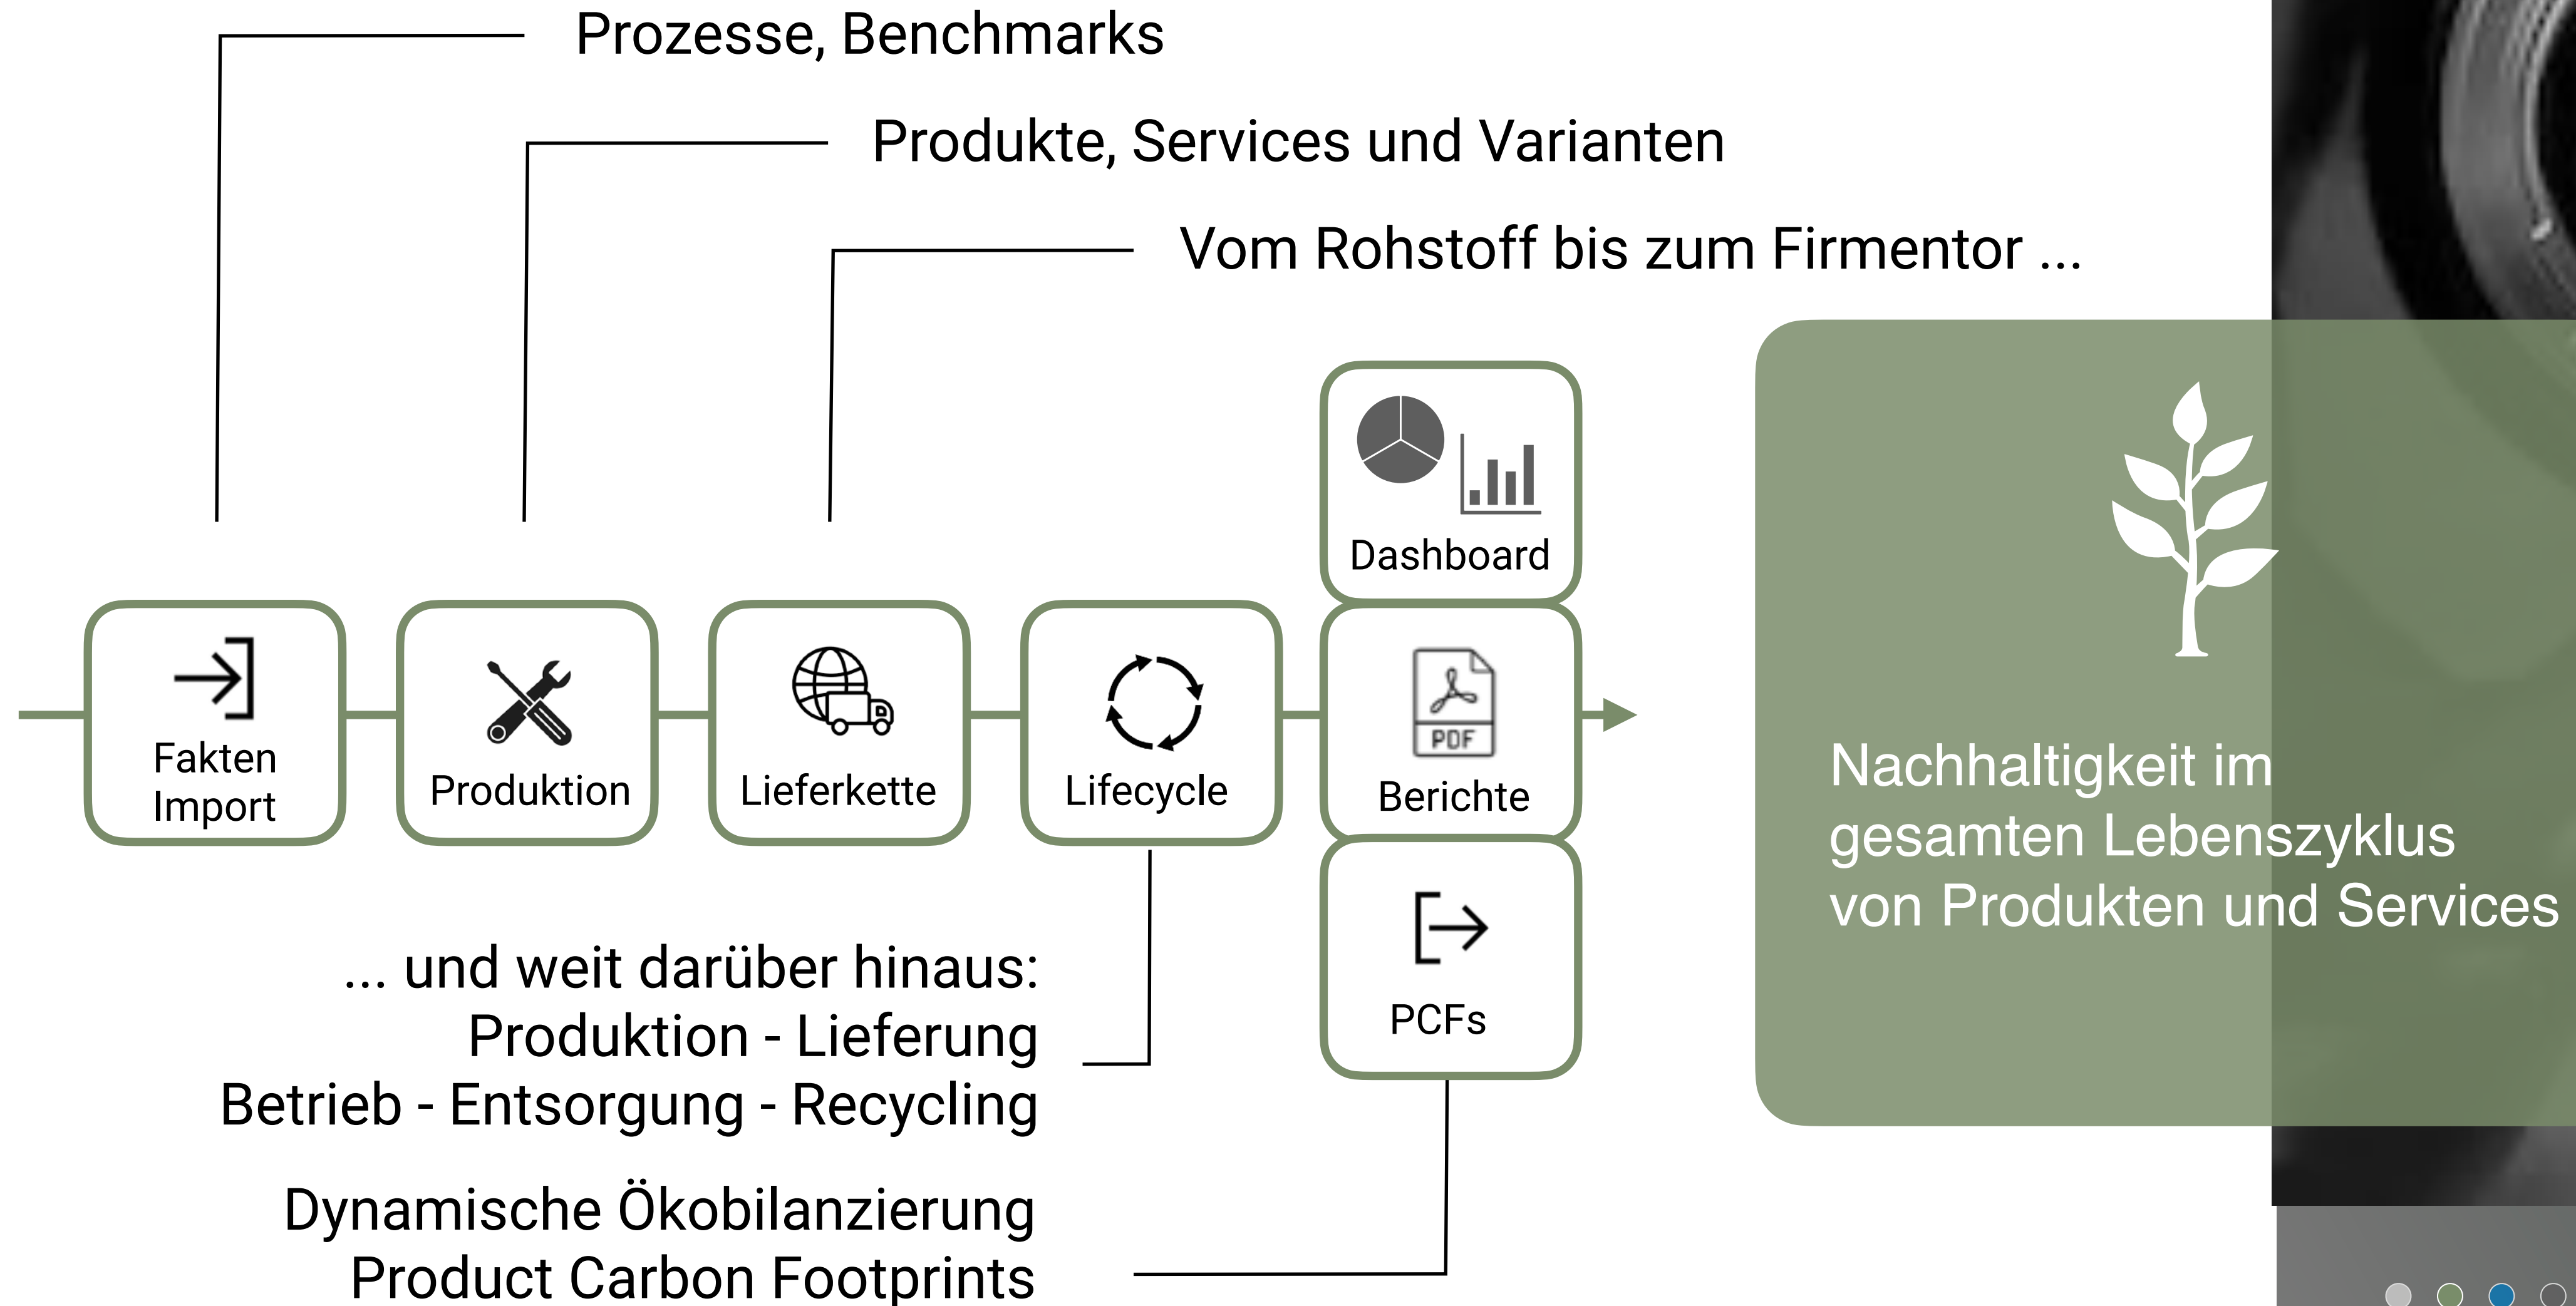 Prozesse, Benchmarks
Produkte, Services und Varianten
Vom Rohstoff bis zum Firmentor ...
Dashboard
Fakten
Import
Produktion
Lieferkette
Lifecycle
PDF
Berichte
PCFs
Nachhaltigkeit im
gesamten Lebenszyklus
von Produkten und Services
... und weit darüber hinaus:
Produktion - Lieferung
Betrieb - Entsorgung - Recycling
Dynamische Ökobilanzierung
Product Carbon Footprints